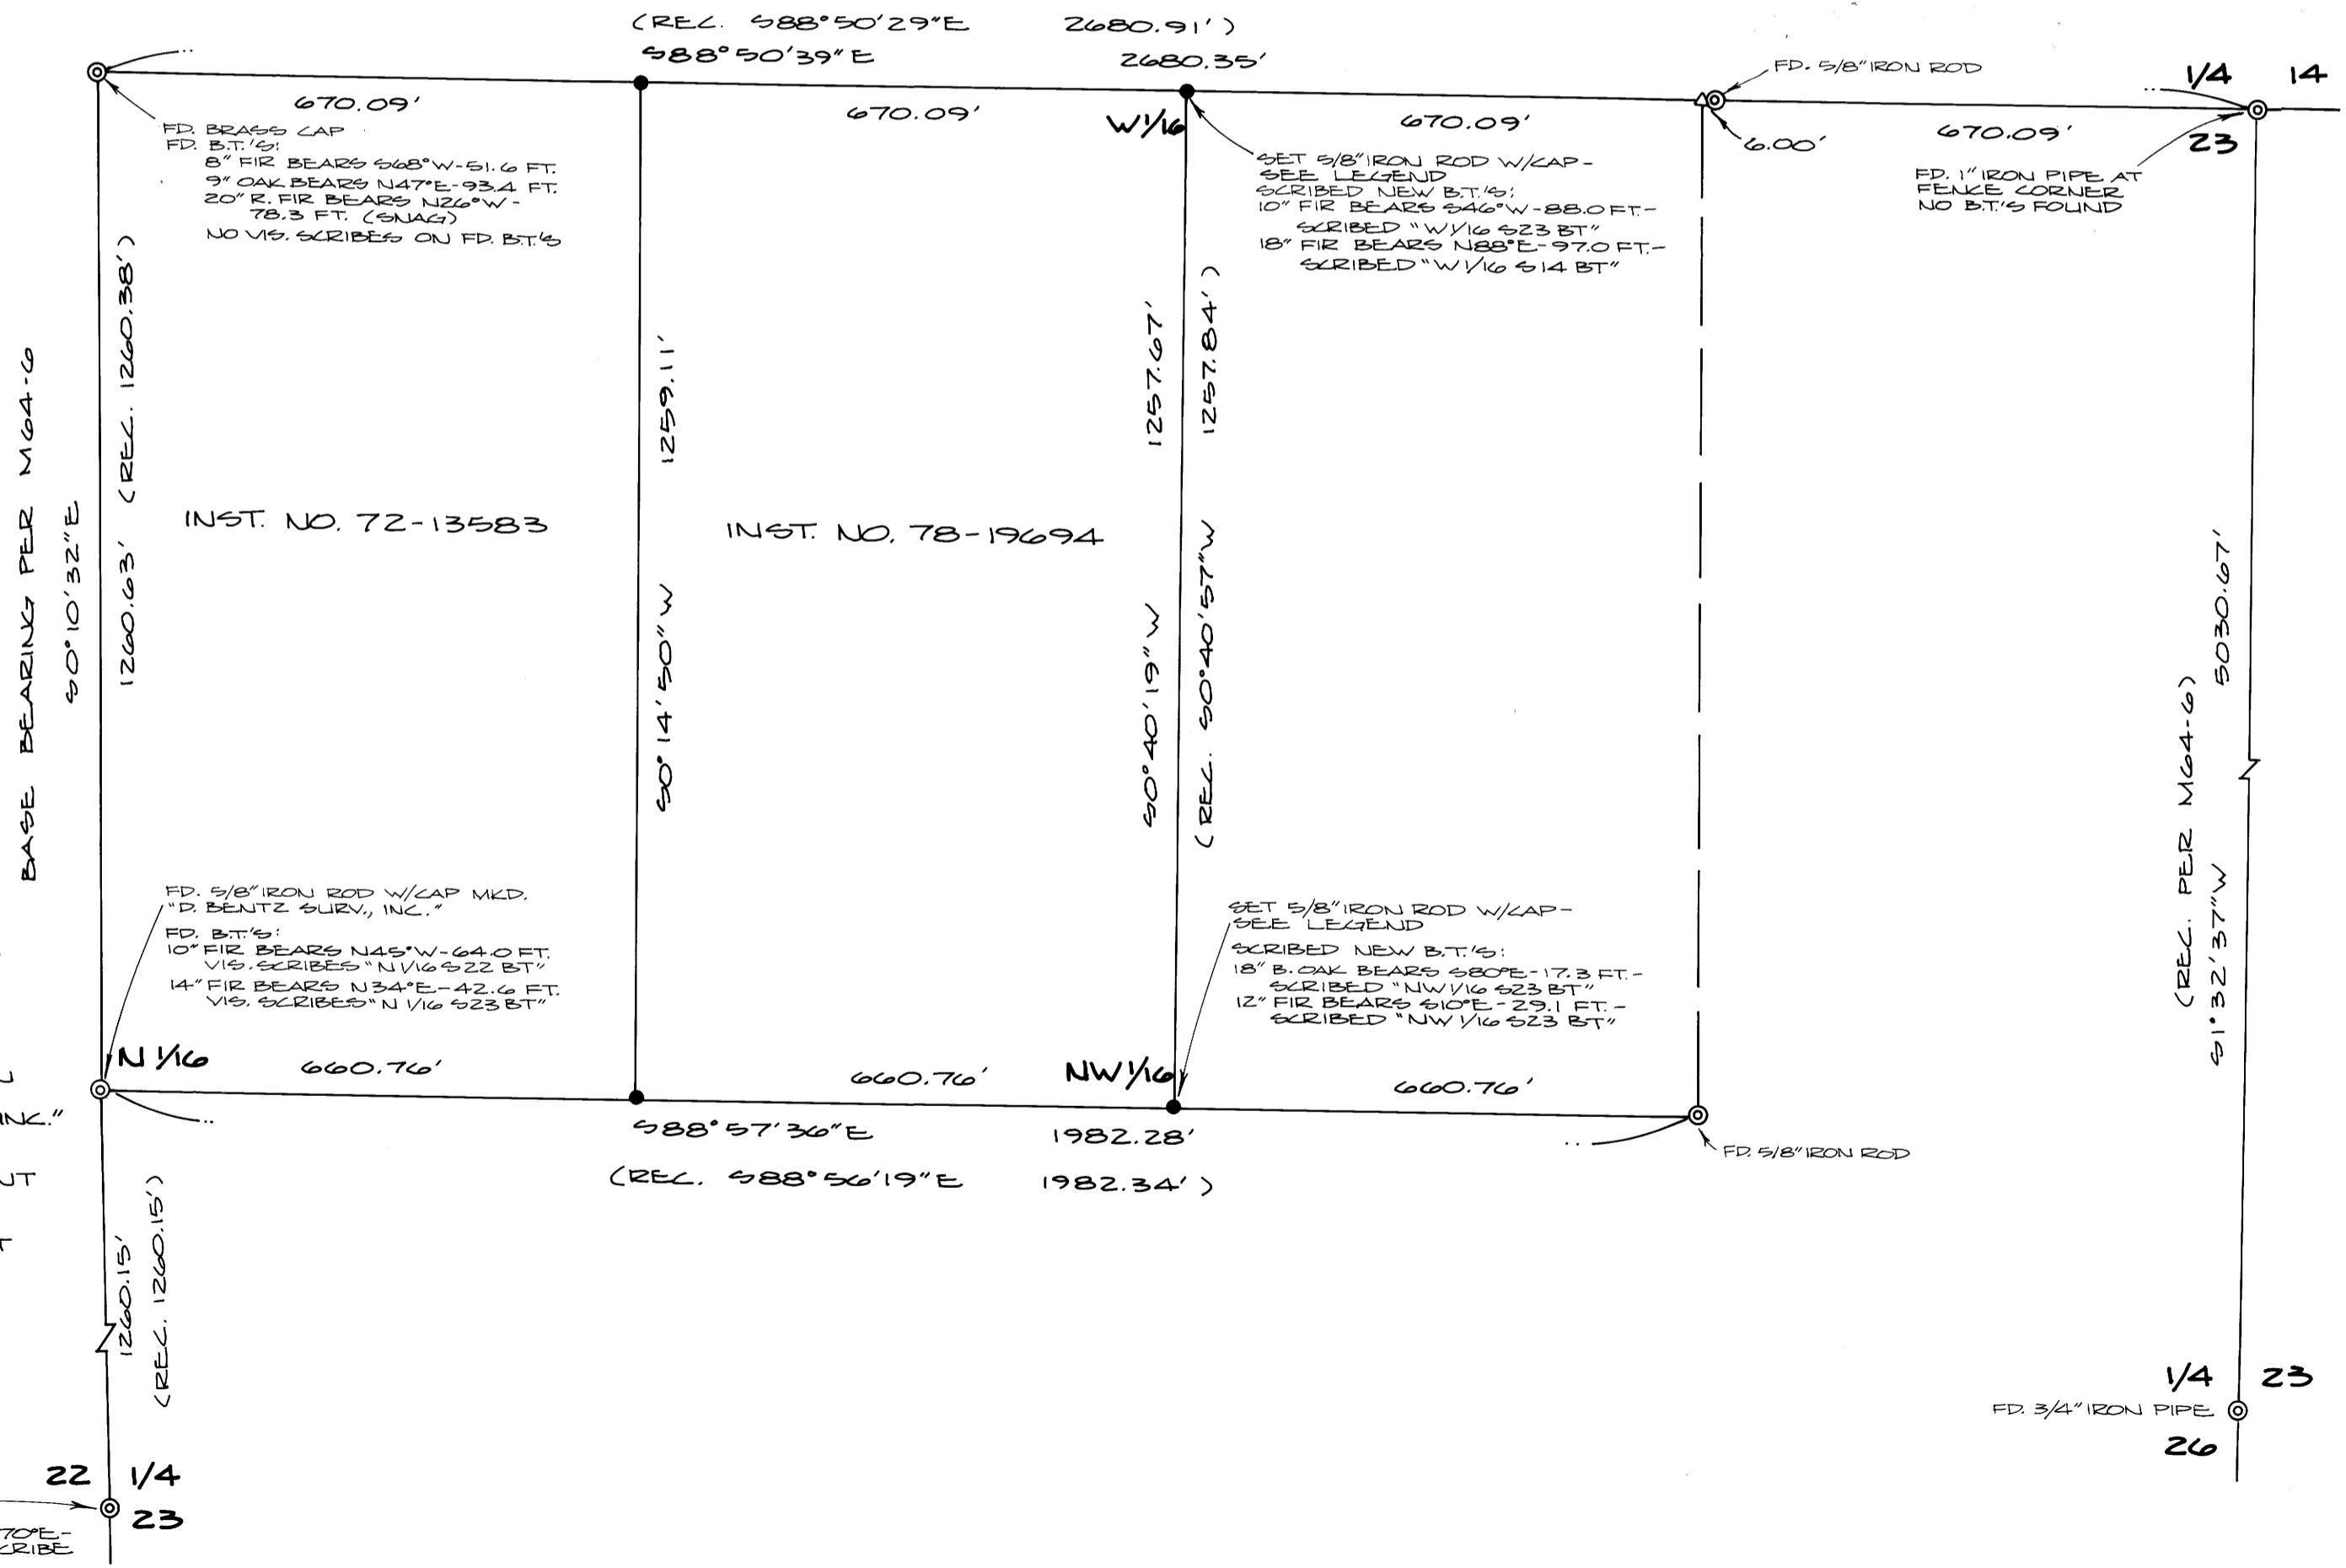 (REC. S88°50'29"E 2680.91')
S88°50'39"E 2680.35'
670.09'
670.09'
670.09'
670.09'
FD. 5/8" IRON ROD
6.00'
1/4 14
23
FD. 1" IRON PIPE AT
FENCE CORNER
NO B.T.'S FOUND
FD. BRASS CAP
FD. B.T.'S:
8" FIR BEARS S68°W-51.6 FT.
9" OAK BEARS N47°E-93.4 FT.
20" R. FIR BEARS N26°W-
78.3 FT. (SNAG)
NO VIS. SCRIBES ON FD. B.T.'S
W1/16
SET 5/8" IRON ROD W/CAP-
SEE LEGEND
SCRIBED NEW B.T.'S:
10" FIR BEARS S46°W-88.0 FT.-
SCRIBED "W1/16 S23 BT"
18" FIR BEARS N88°E-97.0 FT.-
SCRIBED "W1/16 S14 BT"
BASE BEARING PER M64-6
S0°10'32"E
1260.63' (REC. 1260.38')
INST. NO. 72-13583
S0°14'50"W 1259.11'
INST. NO. 78-19694
S0°40'19"W 1257.67'
(REC. S0°40'57"W 1257.84')
(REC. PER M64-6)
S1°32'37"W 5030.67'
FD. 5/8" IRON ROD W/CAP MKD.
"D. BENTZ SURV., INC."
FD. B.T.'S:
10" FIR BEARS N45°W-64.0 FT.
VIS. SCRIBES "N 1/16 S22 BT"
14" FIR BEARS N34°E-42.6 FT.
VIS. SCRIBES "N 1/16 S23 BT"
SET 5/8" IRON ROD W/CAP-
SEE LEGEND
SCRIBED NEW B.T.'S:
18" B. OAK BEARS S80°E-17.3 FT.-
SCRIBED "NW 1/16 S23 BT"
12" FIR BEARS S10°E-29.1 FT.-
SCRIBED "NW 1/16 S23 BT"
N 1/16
660.76'
660.76'
NW 1/16
660.76'
S88°57'36"E 1982.28'
(REC. S88°56'19"E 1982.34')
FD. 5/8" IRON ROD
INC."
UT
1260.15'
(REC. 1260.15')
22 1/4
23
70°E-
CRIBE
1/4 23
FD. 3/4" IRON PIPE
26